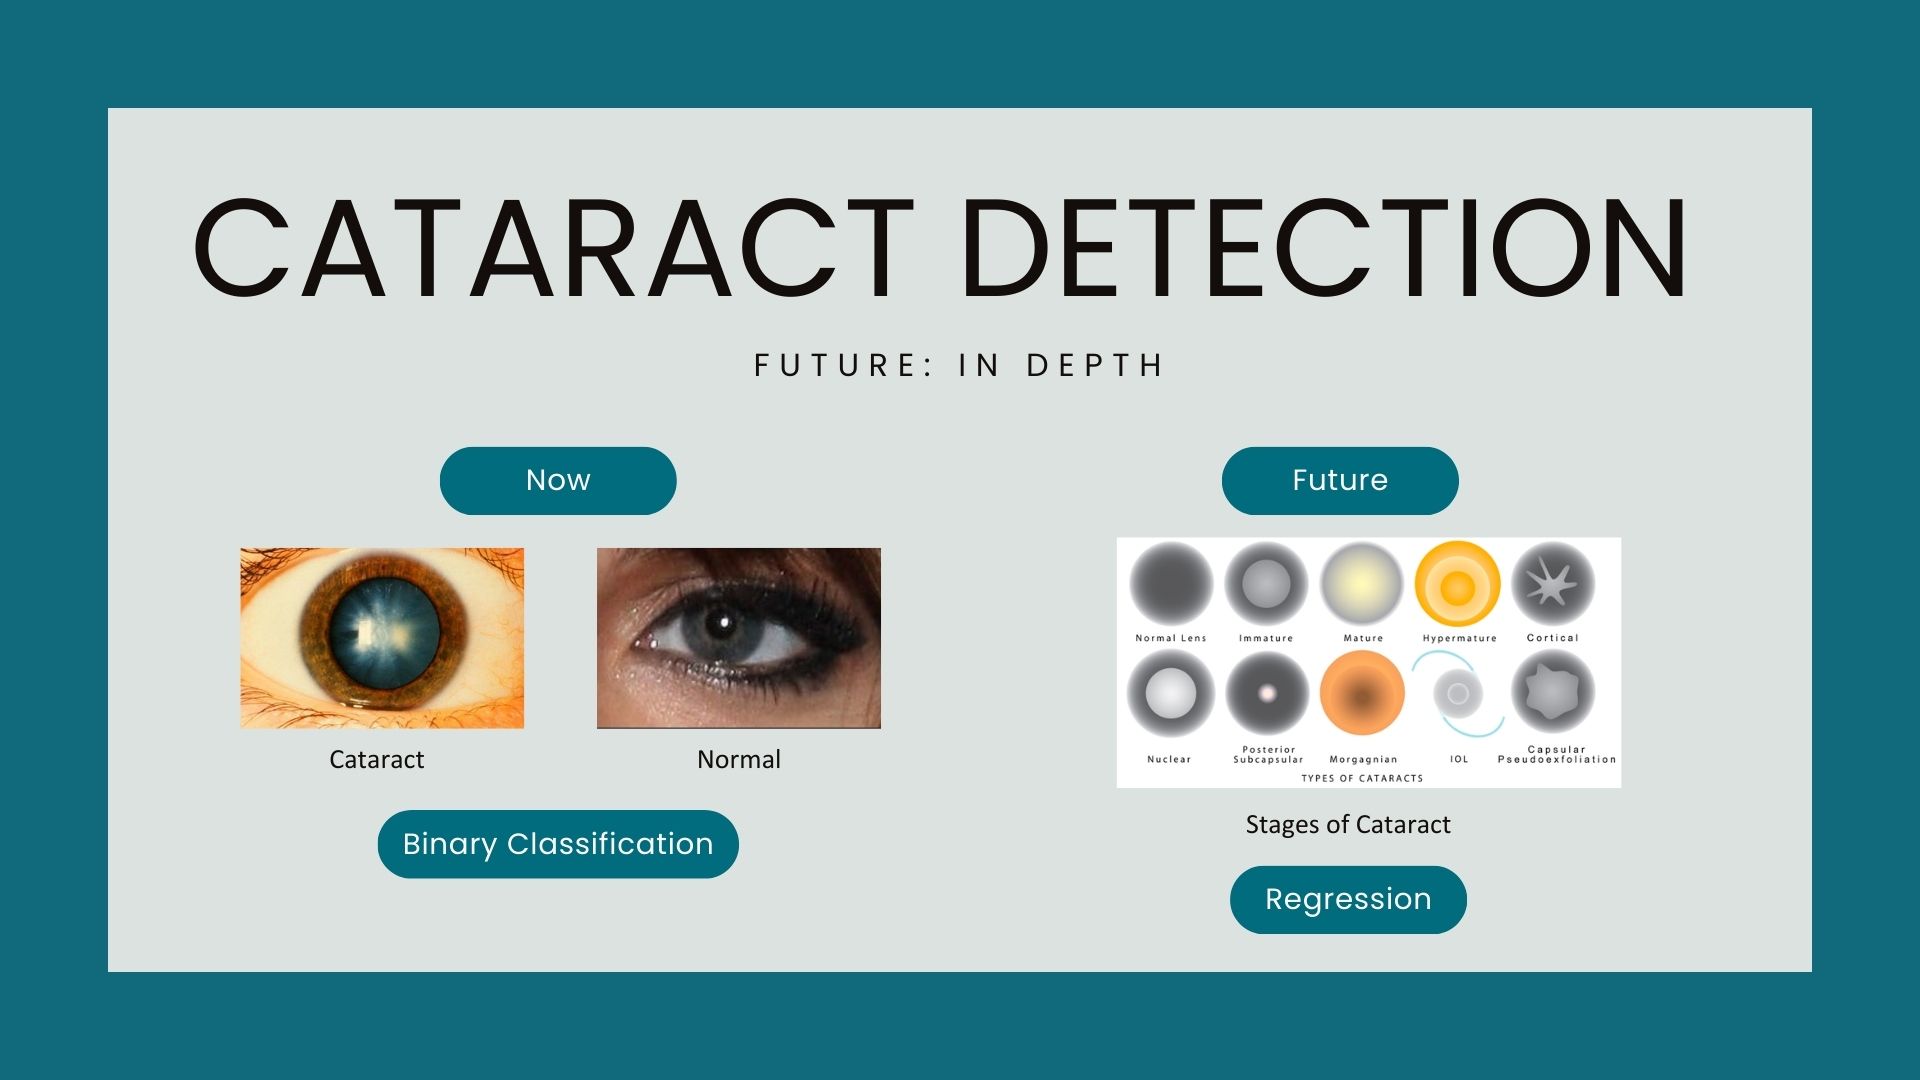 CATARACT DETECTION
FUTURE: IN DEPTH
Now
Cataract
Normal
Binary Classification
Future
Normal Lens
Immature
Mature
Hypermature
Cortical
Nuclear
Posterior
Subcapsular
Morgagnian
IOL
Capsular
Pseudoexfoliation
TYPES OF CATARACTS
Stages of Cataract
Regression